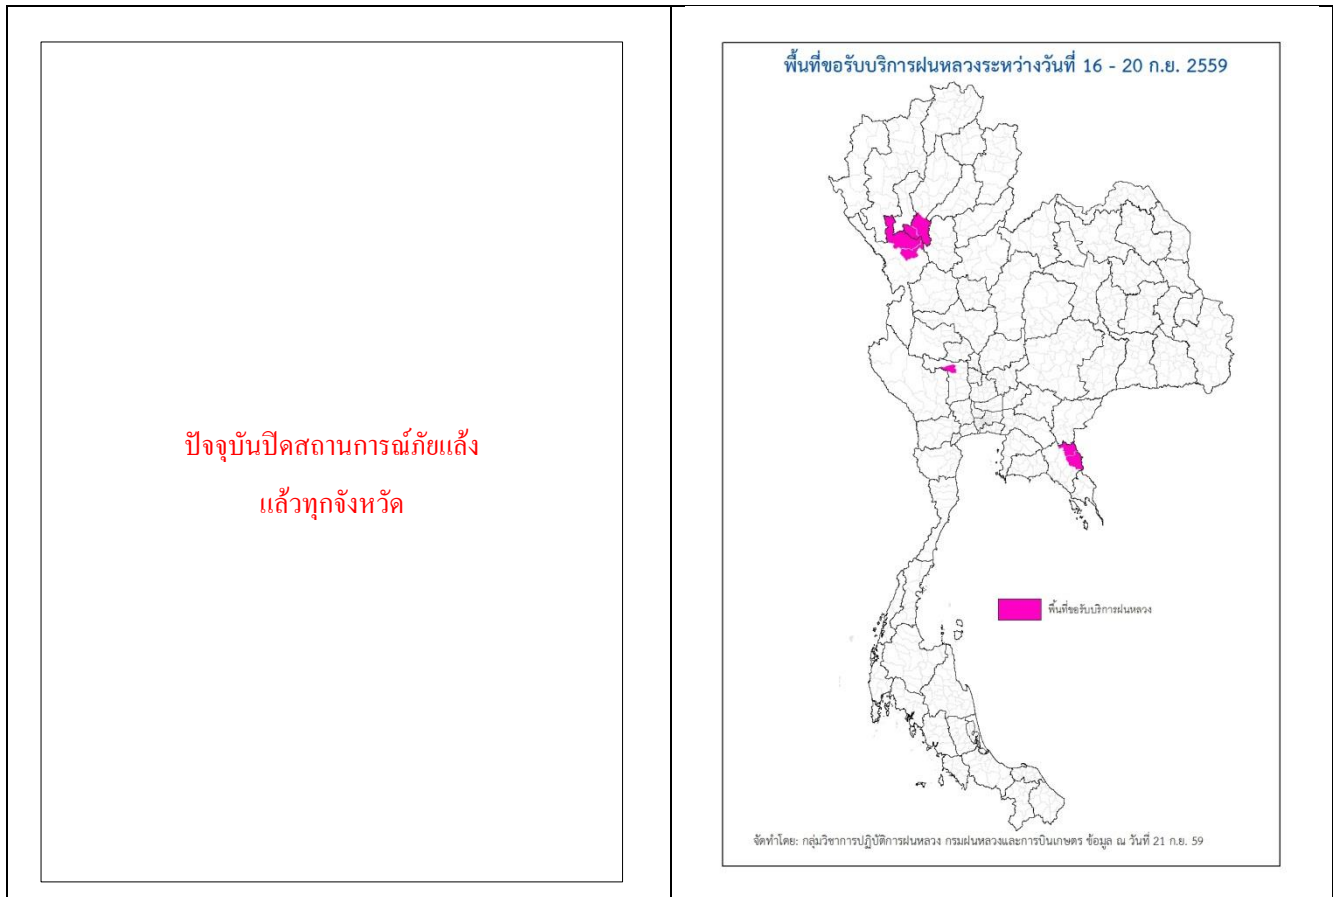 ปัจจุบันปิดสถานการณ์ภัยแล้ง
แล้วทุกจังหวัด
พื้นที่ขอรับบริการฝนหลวงระหว่างวันที่ 16 - 20 ก.ย. 2559
พื้นที่ขอรับบริการฝนหลวง
จัดทำโดย: กลุ่มวิชาการปฏิบัติการฝนหลวง กรมฝนหลวงและการบินเกษตร ข้อมูล ณ วันที่ 21 ก.ย. 59